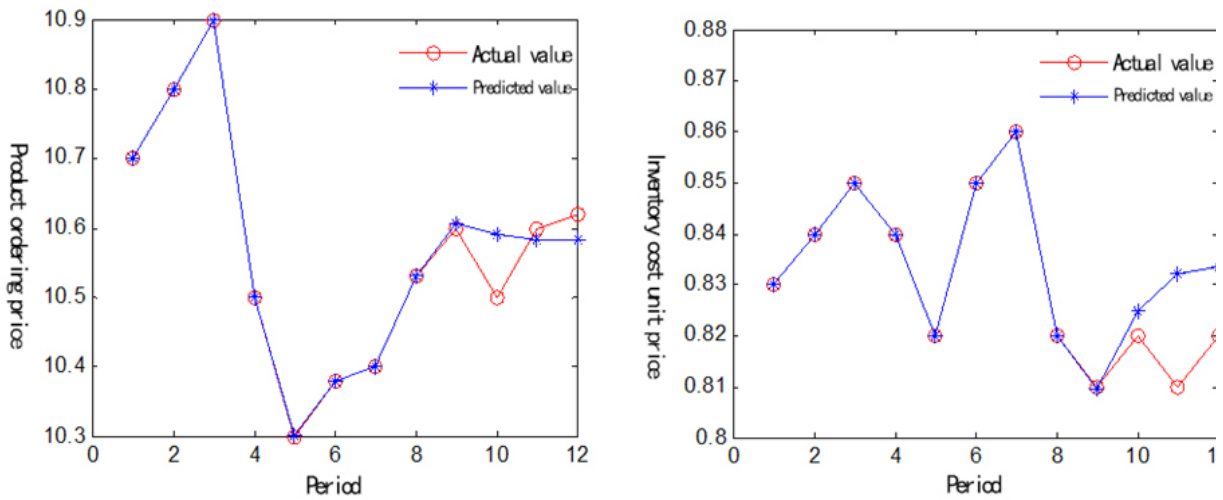 10.9
10.8
10.7
10.6
10.5
10.4
10.3
0 2 4 6 8 10 12
Product ordering price
Period
Actual value
Predicted value
0.88
0.87
0.86
0.85
0.84
0.83
0.82
0.81
0.8
0 2 4 6 8 10
Inventory cost unit price
Period
Actual value
Predicted value